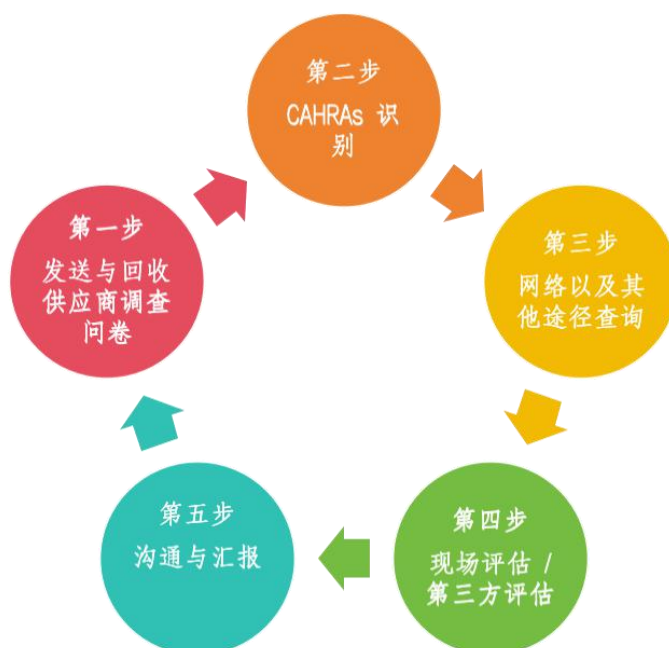 第一步
发送与回收
供应商调查
问卷
第二步
CAHRAs 识
别
第三步
网络以及其
他途径查询
第四步
现场评估 /
第三方评估
第五步
沟通与汇报